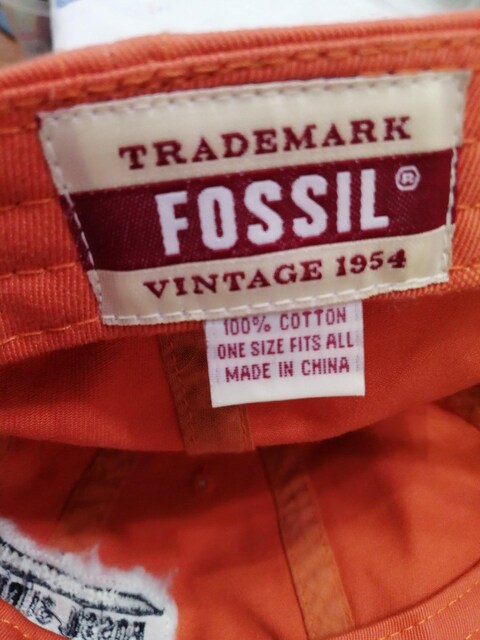 TRADEMARK
FOSSIL®
VINTAGE 1954
100% COTTON
ONE SIZE FITS ALL
MADE IN CHINA